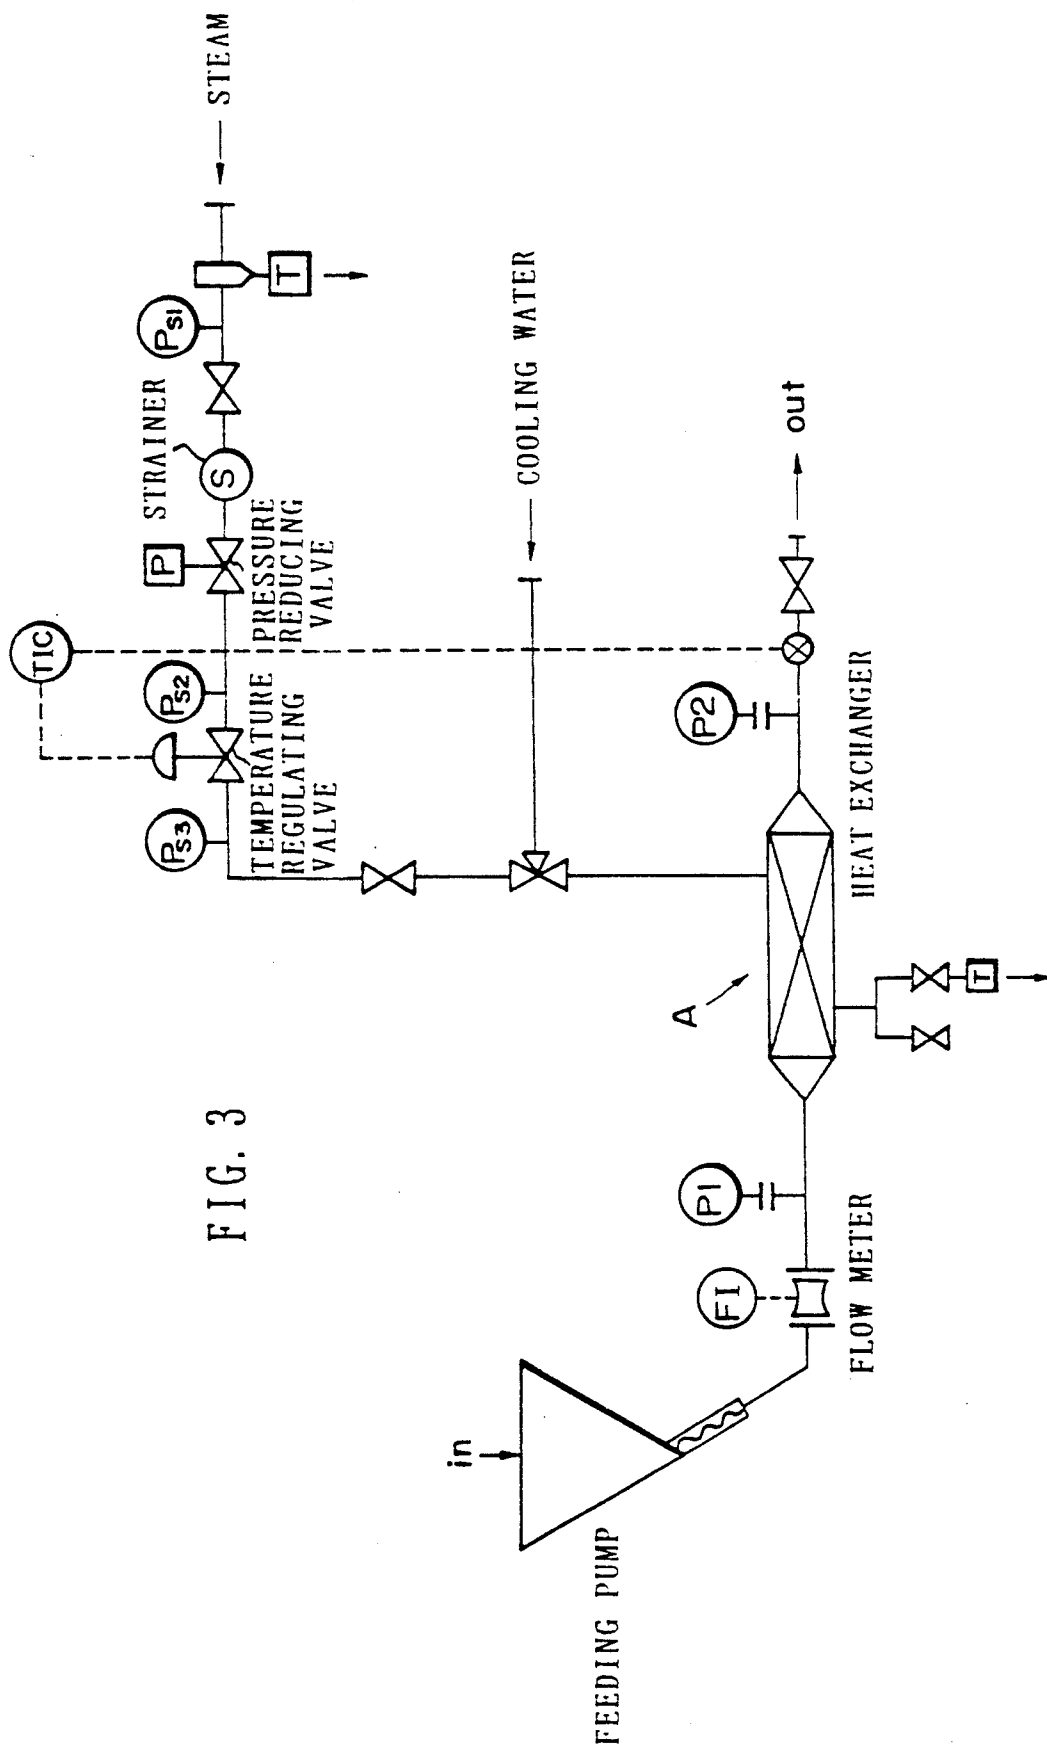 FIG. 3
STEAM
T
PS1
STRAINER
S
P
PRESSURE
REDUCING
VALVE
TIC
PS2
TEMPERATURE
REGULATING
VALVE
PS3
COOLING WATER
out
P2
HEAT EXCHANGER
A
T
P1
FI
FLOW METER
in
FEEDING PUMP